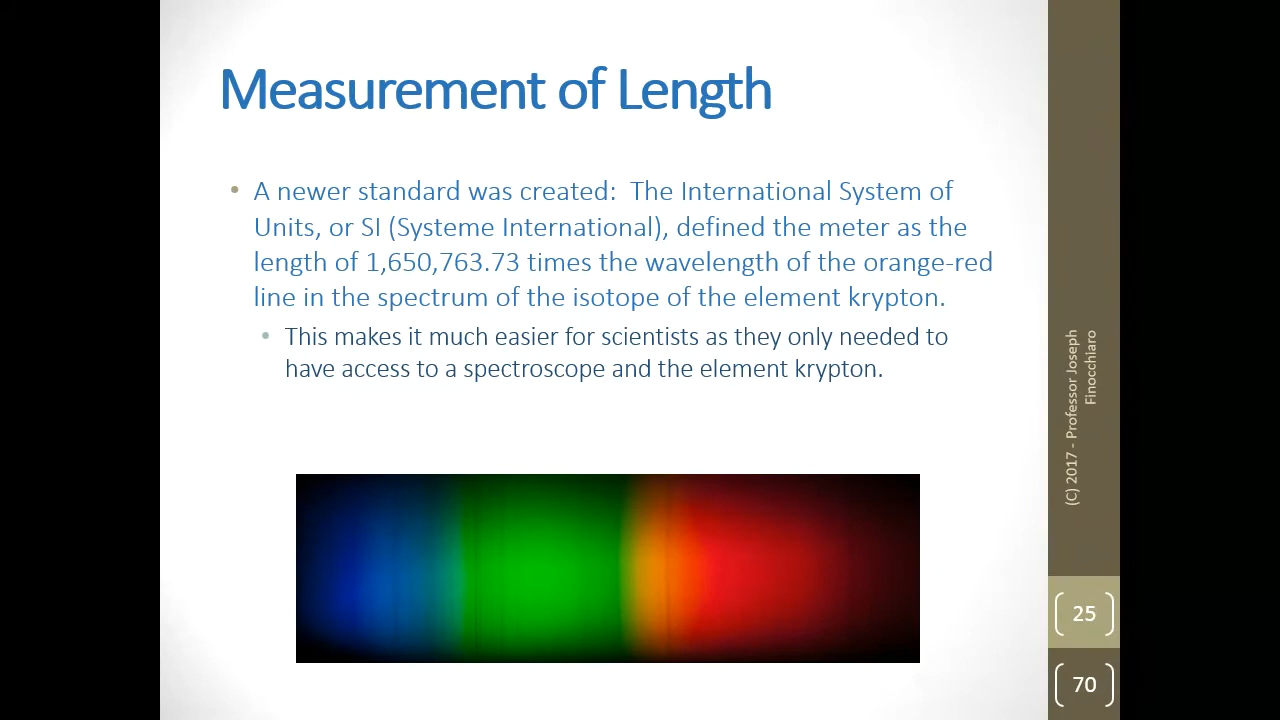 Measurement of Length
• A newer standard was created:  The International System of
Units, or SI (Systeme International), defined the meter as the
length of 1,650,763.73 times the wavelength of the orange-red
line in the spectrum of the isotope of the element krypton.
• This makes it much easier for scientists as they only needed to
have access to a spectroscope and the element krypton.
(C) 2017 - Professor Joseph
Finocchiaro
25
70